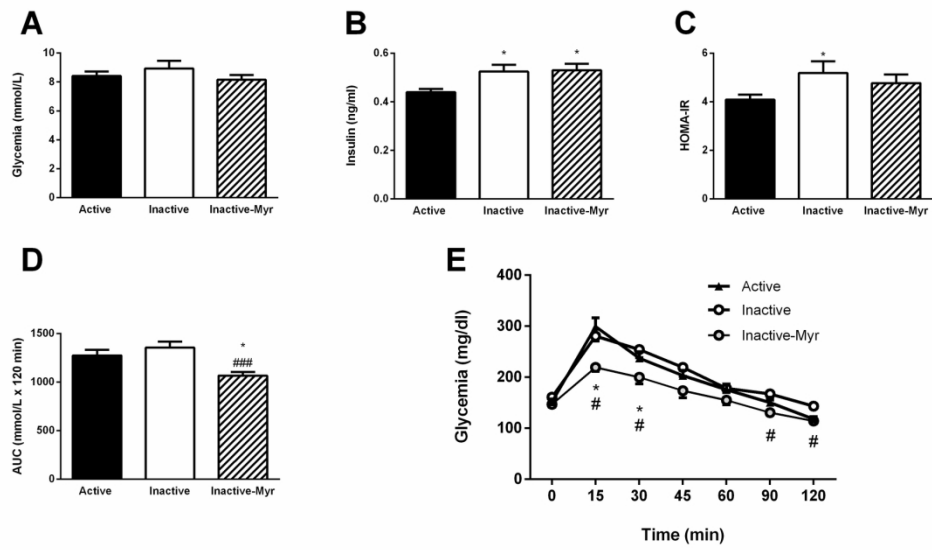 A
Glycemia (mmol/L)
10
8
6
4
2
0
Active
Inactive
Inactive-Myr
B
Insulin (ng/ml)
0.6
0.4
0.2
0.0
*
*
Active
Inactive
Inactive-Myr
C
HOMA-IR
6
4
2
0
*
Active
Inactive
Inactive-Myr
D
AUC (mmol/L x 120 min)
1500
1000
500
0
*
###
Active
Inactive
Inactive-Myr
E
Glycemia (mg/dl)
400
300
200
100
0
Active
Inactive
Inactive-Myr
*
#
*
#
#
#
0 15 30 45 60 90 120
Time (min)